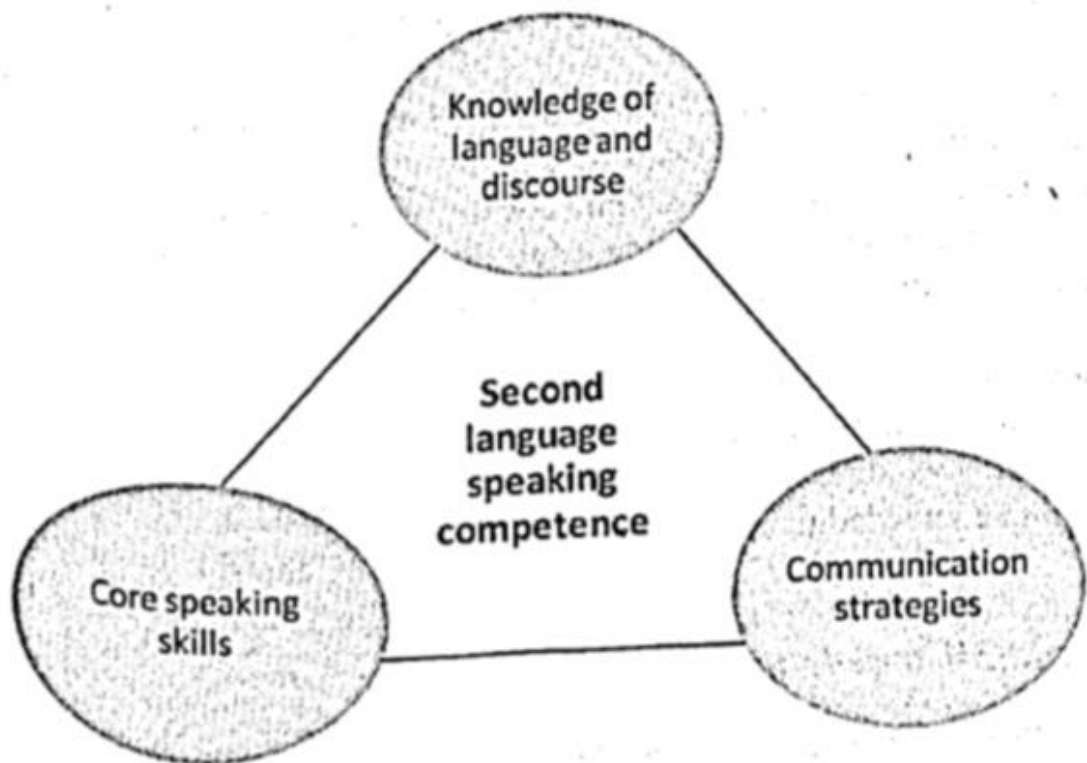 Knowledge of
language and
discourse
Second
language
speaking
competence
Core speaking
skills
Communication
strategies